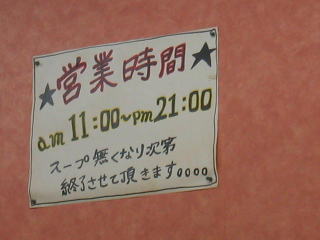 ★営業時間★
am 11:00~pm 21:00
スープ無くなり次第
終了させて頂きます。。。。